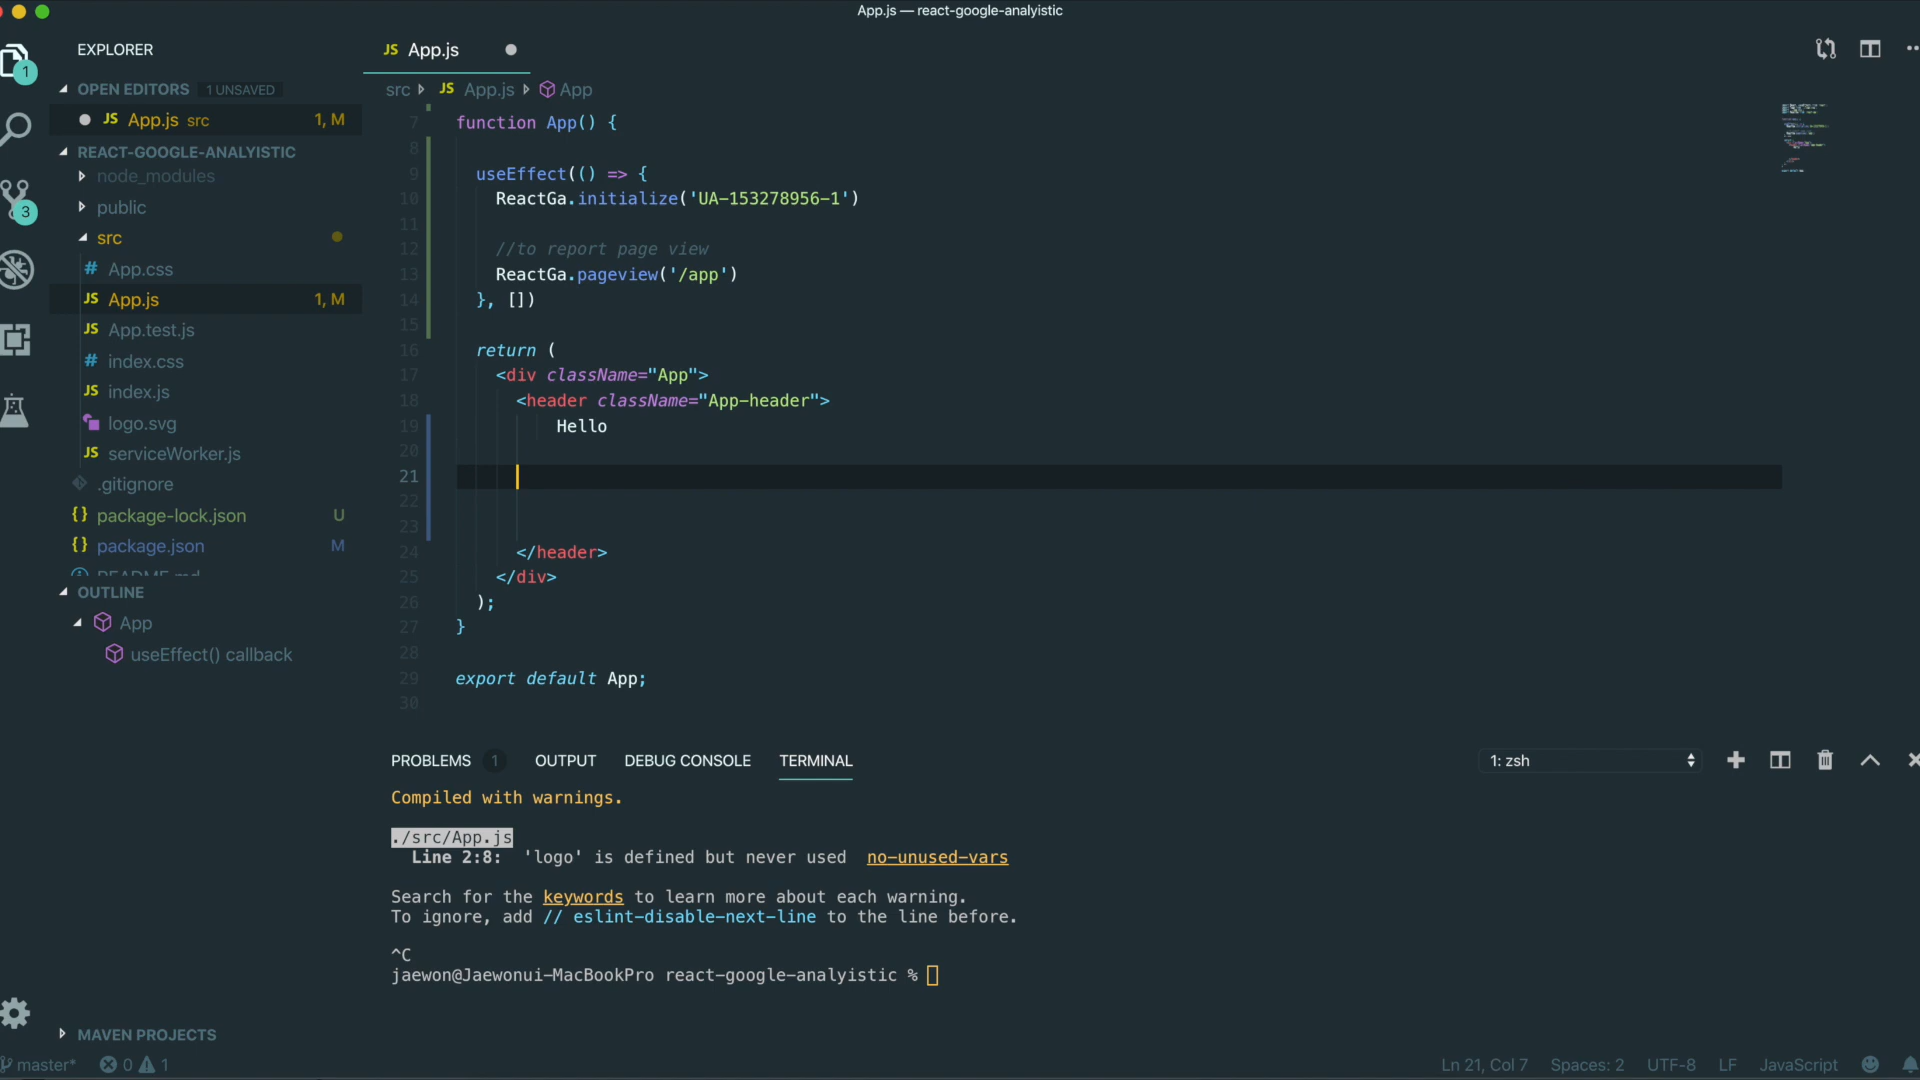 App.js — react-google-analyistic
EXPLORER
1
OPEN EDITORS 1 UNSAVED
JS App.js src 1, M
REACT-GOOGLE-ANALYISTIC
node_modules
public
3
src
# App.css
JS App.js 1, M
JS App.test.js
# index.css
JS index.js
logo.svg
JS serviceWorker.js
.gitignore
{} package-lock.json U
{} package.json M
README.md
OUTLINE
App
useEffect() callback
MAVEN PROJECTS
JS App.js
src JS App.js App
7 function App() {
8
9 useEffect(() => {
10 ReactGa.initialize('UA-153278956-1')
11
12 //to report page view
13 ReactGa.pageview('/app')
14 }, [])
15
16 return (
17 <div className="App">
18 <header className="App-header">
19 Hello
20
21
22
23
24 </header>
25 </div>
26 );
27 }
28
29 export default App;
30
PROBLEMS 1 OUTPUT DEBUG CONSOLE TERMINAL 1: zsh
Compiled with warnings.
./src/App.js
Line 2:8: 'logo' is defined but never used no-unused-vars
Search for the keywords to learn more about each warning.
To ignore, add // eslint-disable-next-line to the line before.
^C
jaewon@Jaewonui-MacBookPro react-google-analyistic %
master* 0 1 Ln 21, Col 7 Spaces: 2 UTF-8 LF JavaScript